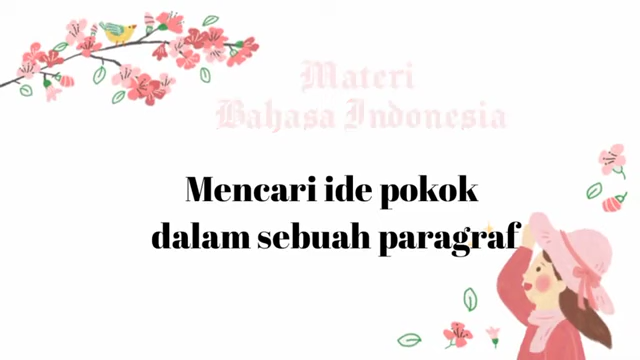 Materi
Bahasa Indonesia
Mencari ide pokok
dalam sebuah paragraf